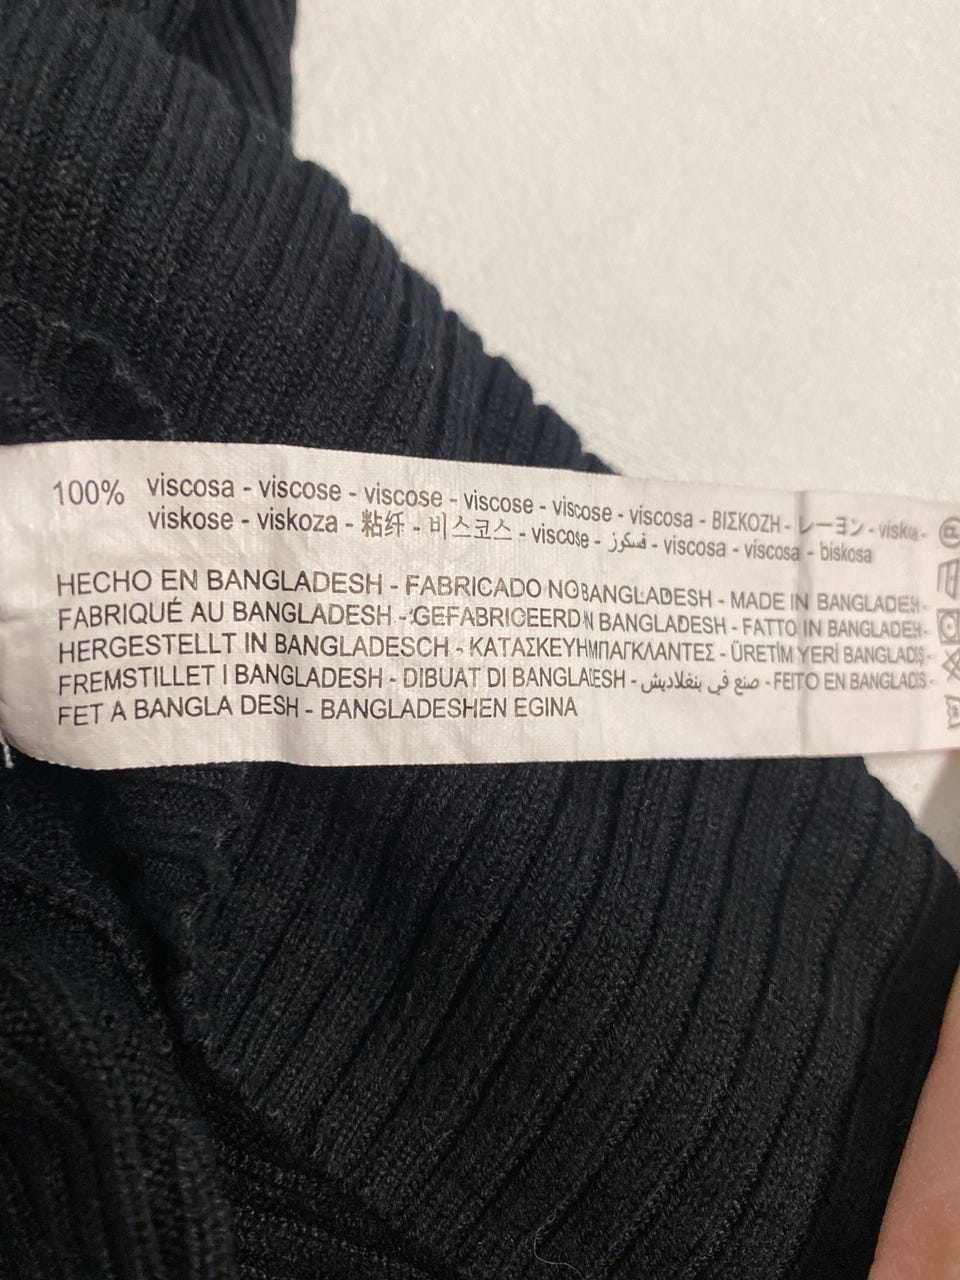 100% viscosa - viscose - viscose - viscose - viscose - viscosa - ΒΙΣΚΟΖΗ - レーヨン -
viskose - viskoza - 粘纤 - 비스코스 - viscose - فسكوز - viscosa - viscosa - biskosa
HECHO EN BANGLADESH - FABRICADO NO BANGLADESH - MADE IN BANGLADESH -
FABRIQUÉ AU BANGLADESH - GEFABRICEERD IN BANGLADESH - FATTO IN BANGLADESH -
HERGESTELLT IN BANGLADESCH - ΚΑΤΑΣΚΕΥΗ ΜΠΑΓΚΛΑΝΤΕΣ - ÜRETİM YERİ BANGLADEŞ -
FREMSTILLET I BANGLADESH - DIBUAT DI BANGLADESH - صنع في بنغلاديش - FEITO EN BANGLADÉS -
FET A BANGLA DESH - BANGLADESHEN EGINA